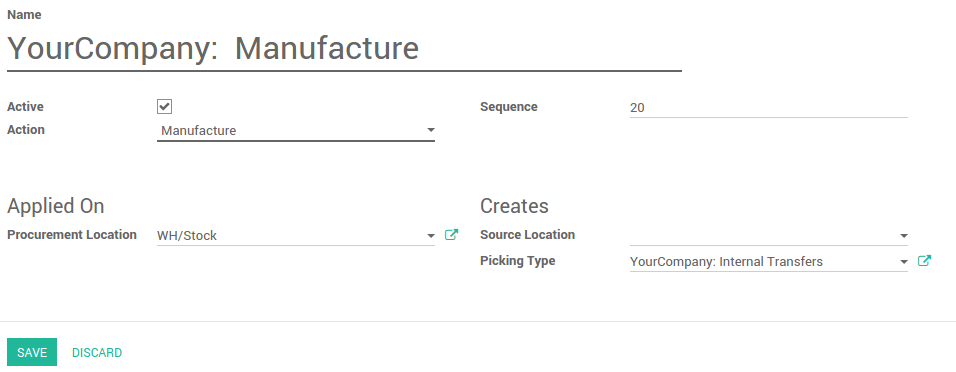 Name
YourCompany:  Manufacture
Active
Sequence 20
Action Manufacture
Applied On
Creates
Procurement Location WH/Stock
Source Location
Picking Type YourCompany: Internal Transfers
SAVE DISCARD